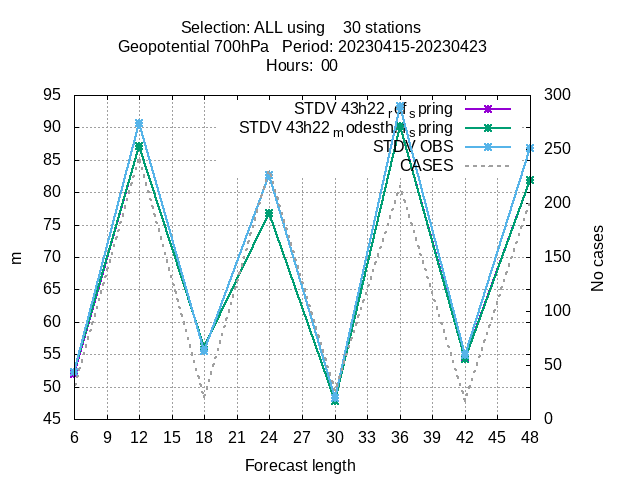 Selection: ALL using    30 stations
Geopotential 700hPa   Period: 20230415-20230423
Hours:  00
STDV 43h22_ref_spring
STDV 43h22_modesth_spring
STDV OBS
CASES
95
90
85
80
75
70
65
60
55
50
45
300
250
200
150
100
50
0
m
No cases
6 9 12 15 18 21 24 27 30 33 36 39 42 45 48
Forecast length